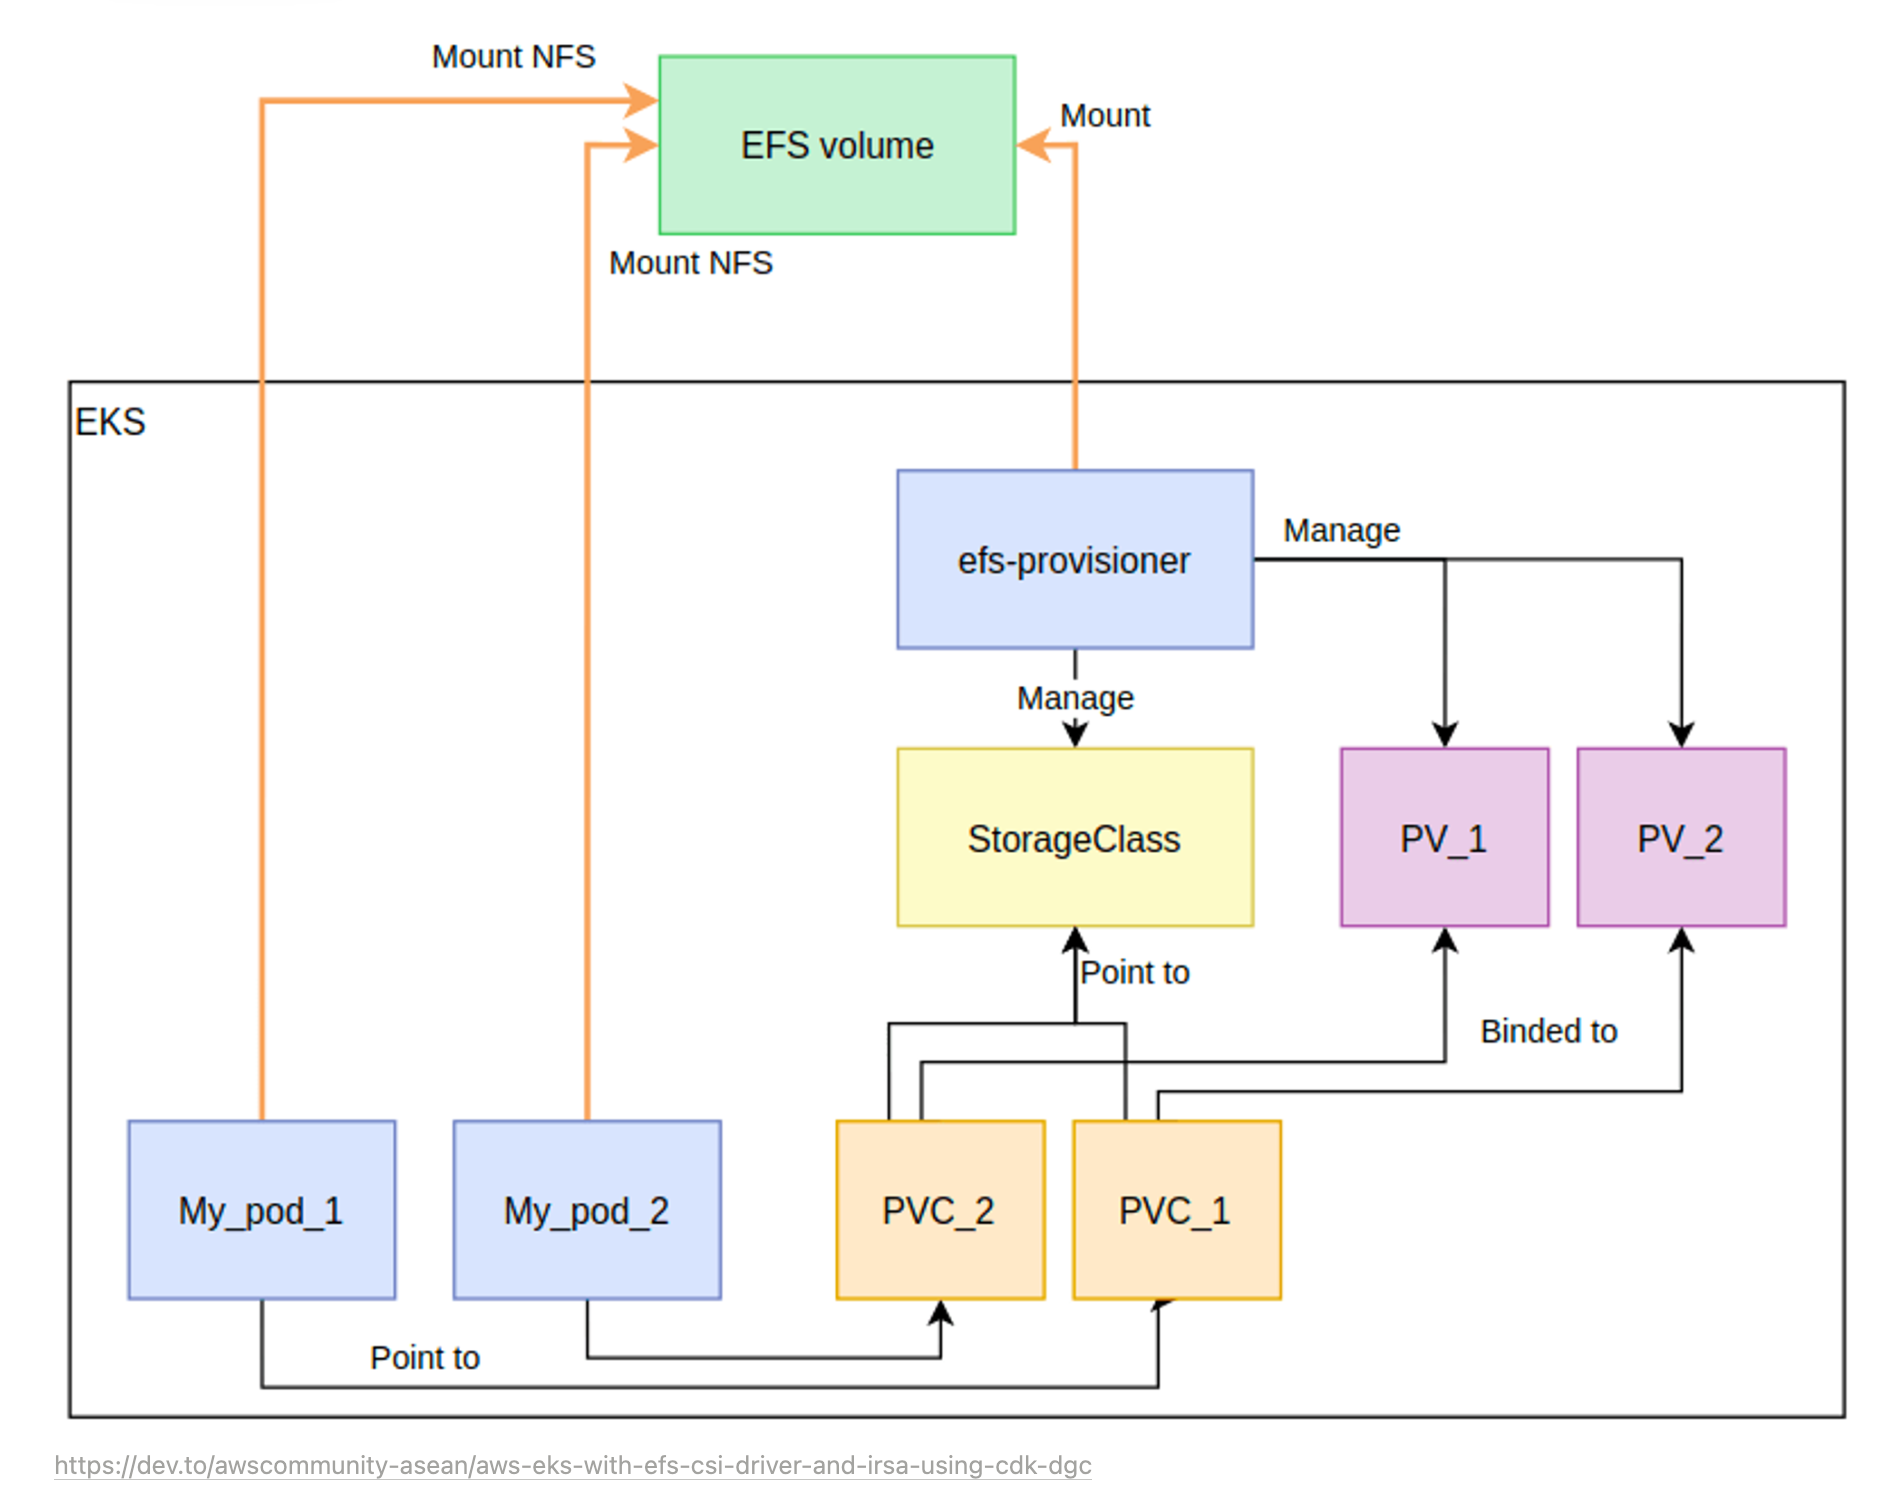 Mount NFS
Mount
EFS volume
Mount NFS
EKS
Manage
efs-provisioner
Manage
StorageClass
PV_1
PV_2
Point to
Binded to
My_pod_1
My_pod_2
PVC_2
PVC_1
Point to
https://dev.to/awscommunity-asean/aws-eks-with-efs-csi-driver-and-irsa-using-cdk-dgc